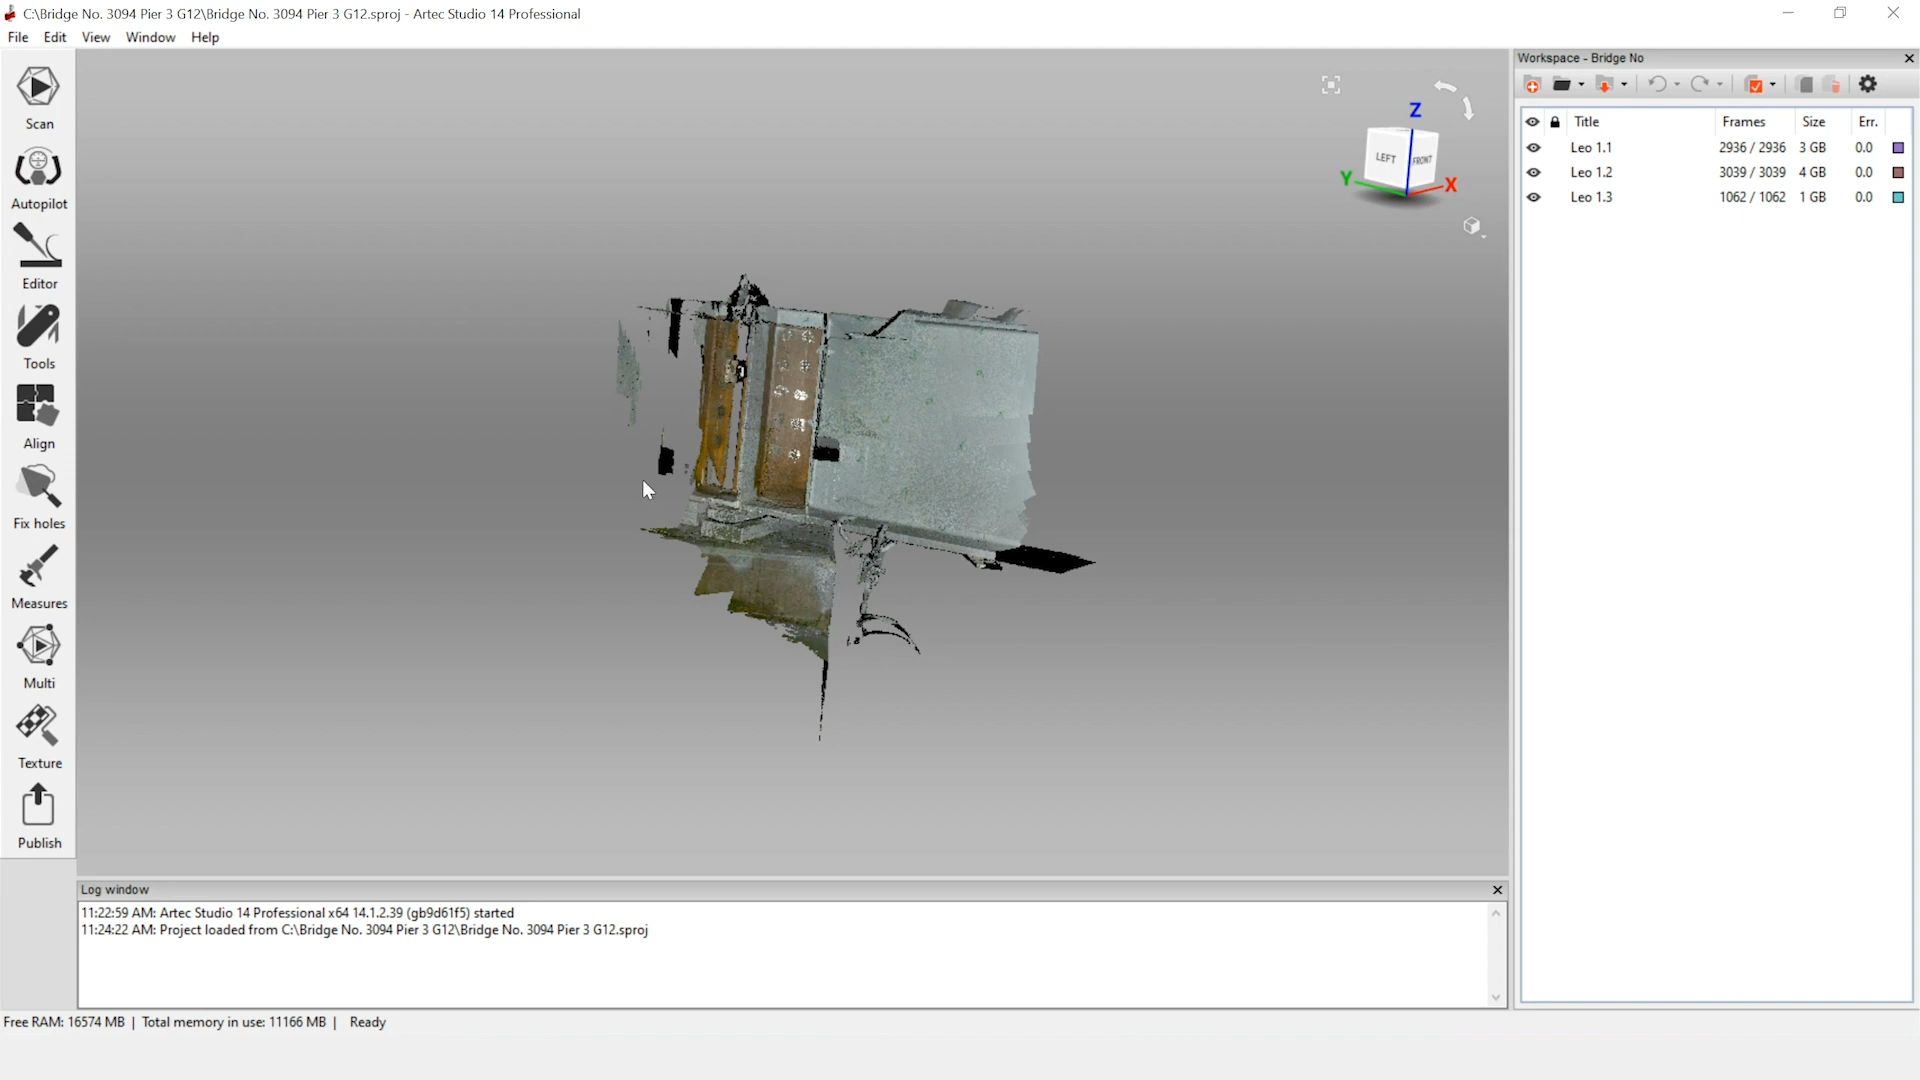 C:\Bridge No. 3094 Pier 3 G12\Bridge No. 3094 Pier 3 G12.sproj - Artec Studio 14 Professional
File Edit View Window Help
Scan
Autopilot
Editor
Tools
Align
Fix holes
Measures
Multi
Texture
Publish
Z
LEFT FRONT
Y X
Workspace - Bridge No
Title Frames Size Err.
Leo 1.1 2936 / 2936 3 GB 0.0
Leo 1.2 3039 / 3039 4 GB 0.0
Leo 1.3 1062 / 1062 1 GB 0.0
Log window
11:22:59 AM: Artec Studio 14 Professional x64 14.1.2.39 (gb9d61f5) started
11:24:22 AM: Project loaded from C:\Bridge No. 3094 Pier 3 G12\Bridge No. 3094 Pier 3 G12.sproj
Free RAM: 16574 MB | Total memory in use: 11166 MB | Ready